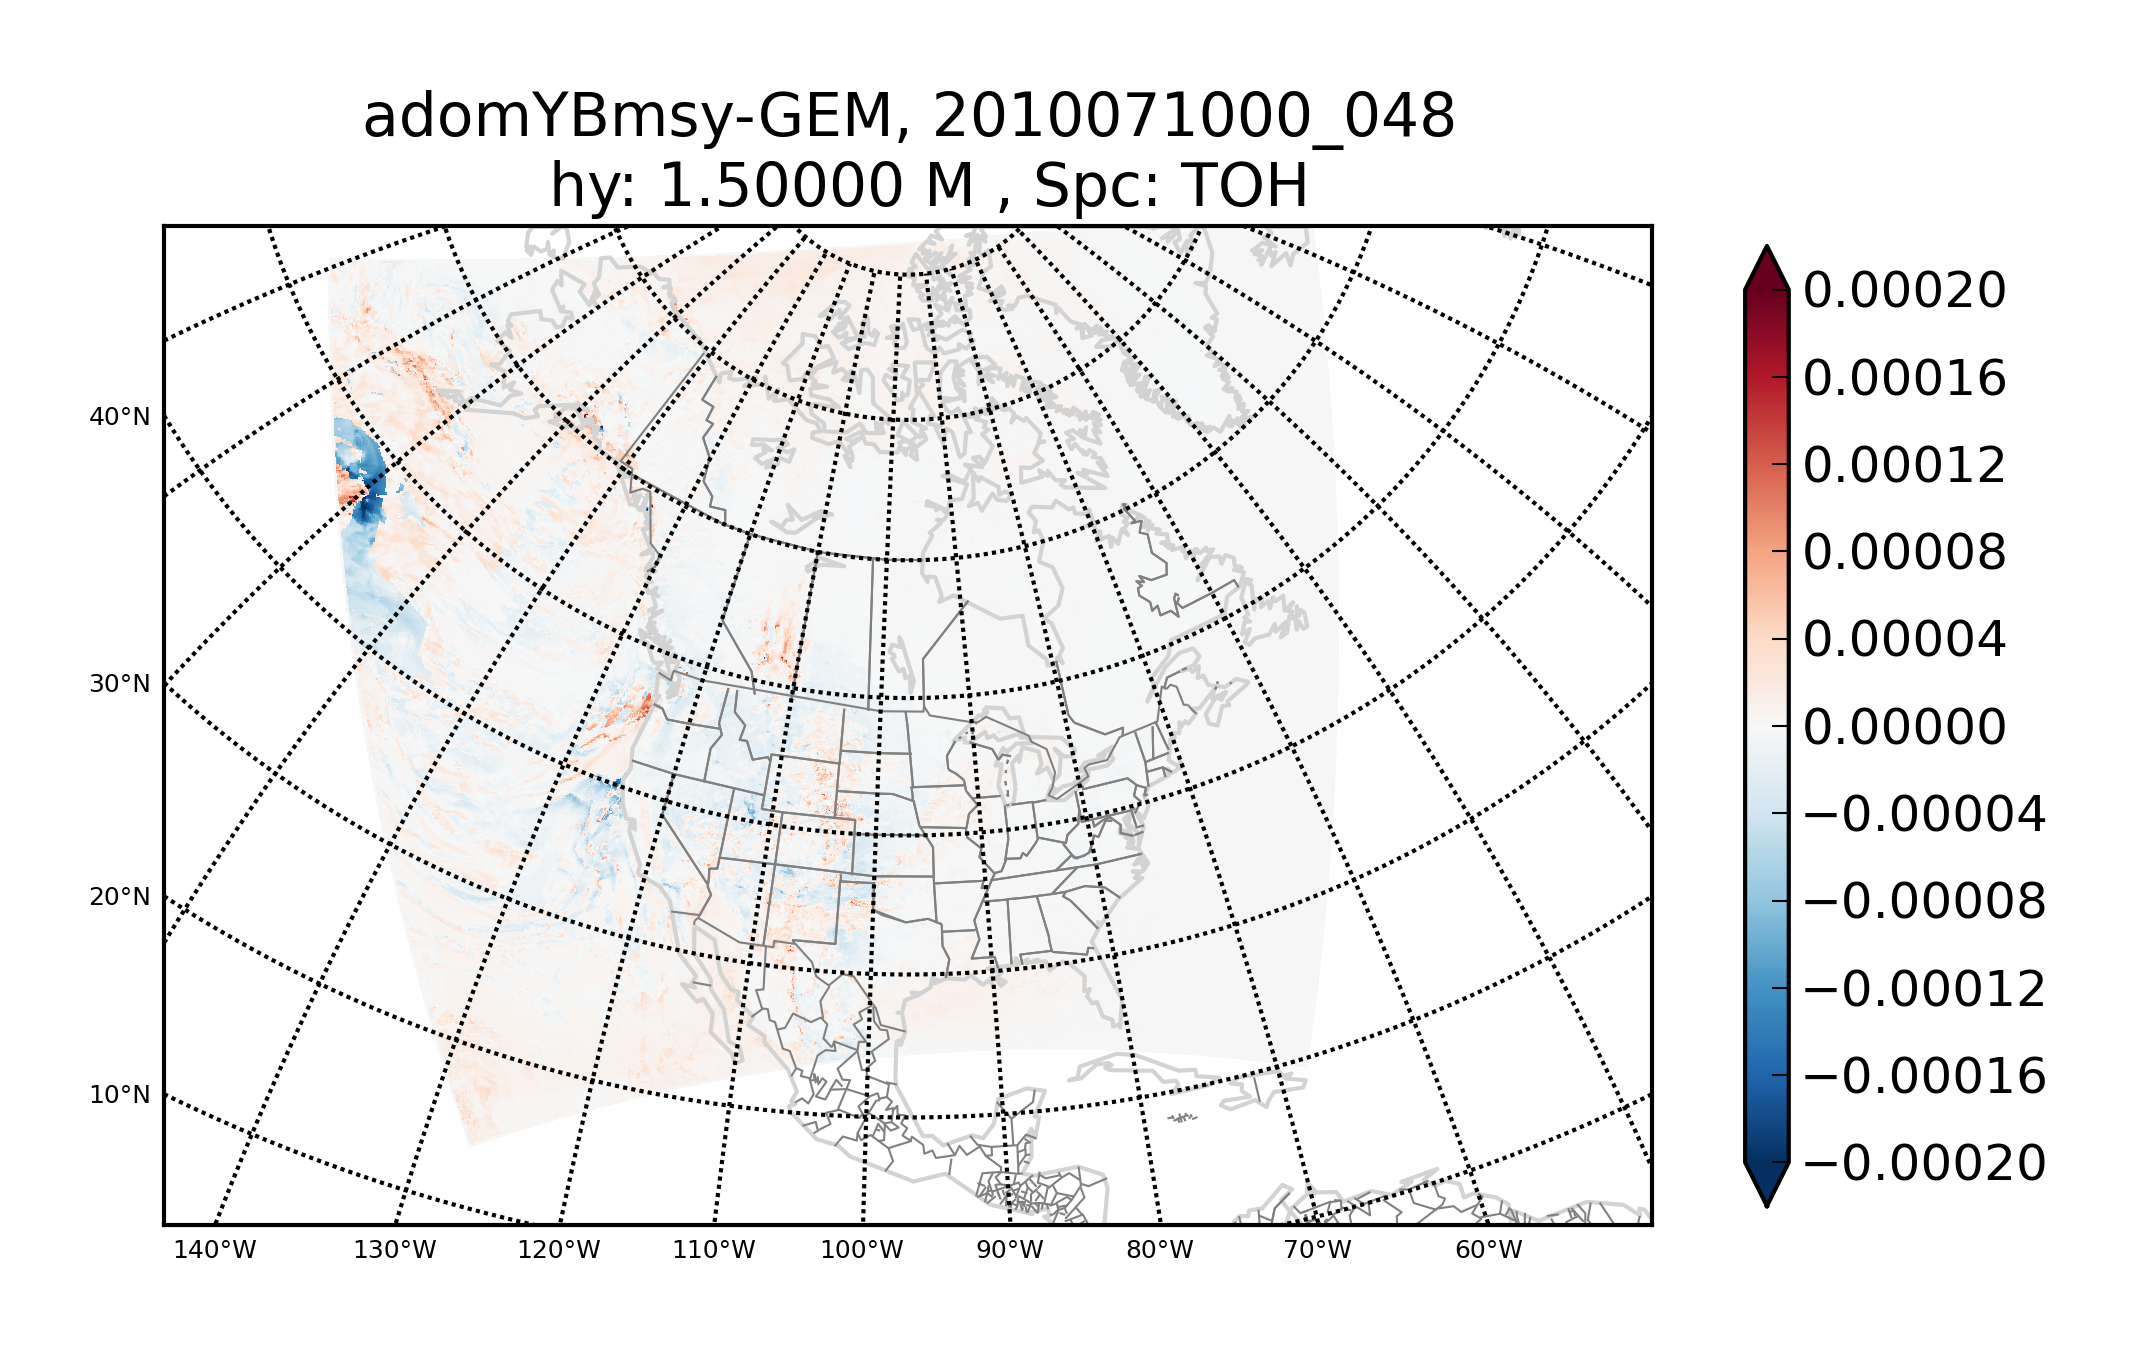 adomYBmsy-GEM, 2010071000_048
hy: 1.50000 M , Spc: TOH
40°N
30°N
20°N
10°N
140°W
130°W
120°W
110°W
100°W
90°W
80°W
70°W
60°W
0.00020
0.00016
0.00012
0.00008
0.00004
0.00000
−0.00004
−0.00008
−0.00012
−0.00016
−0.00020